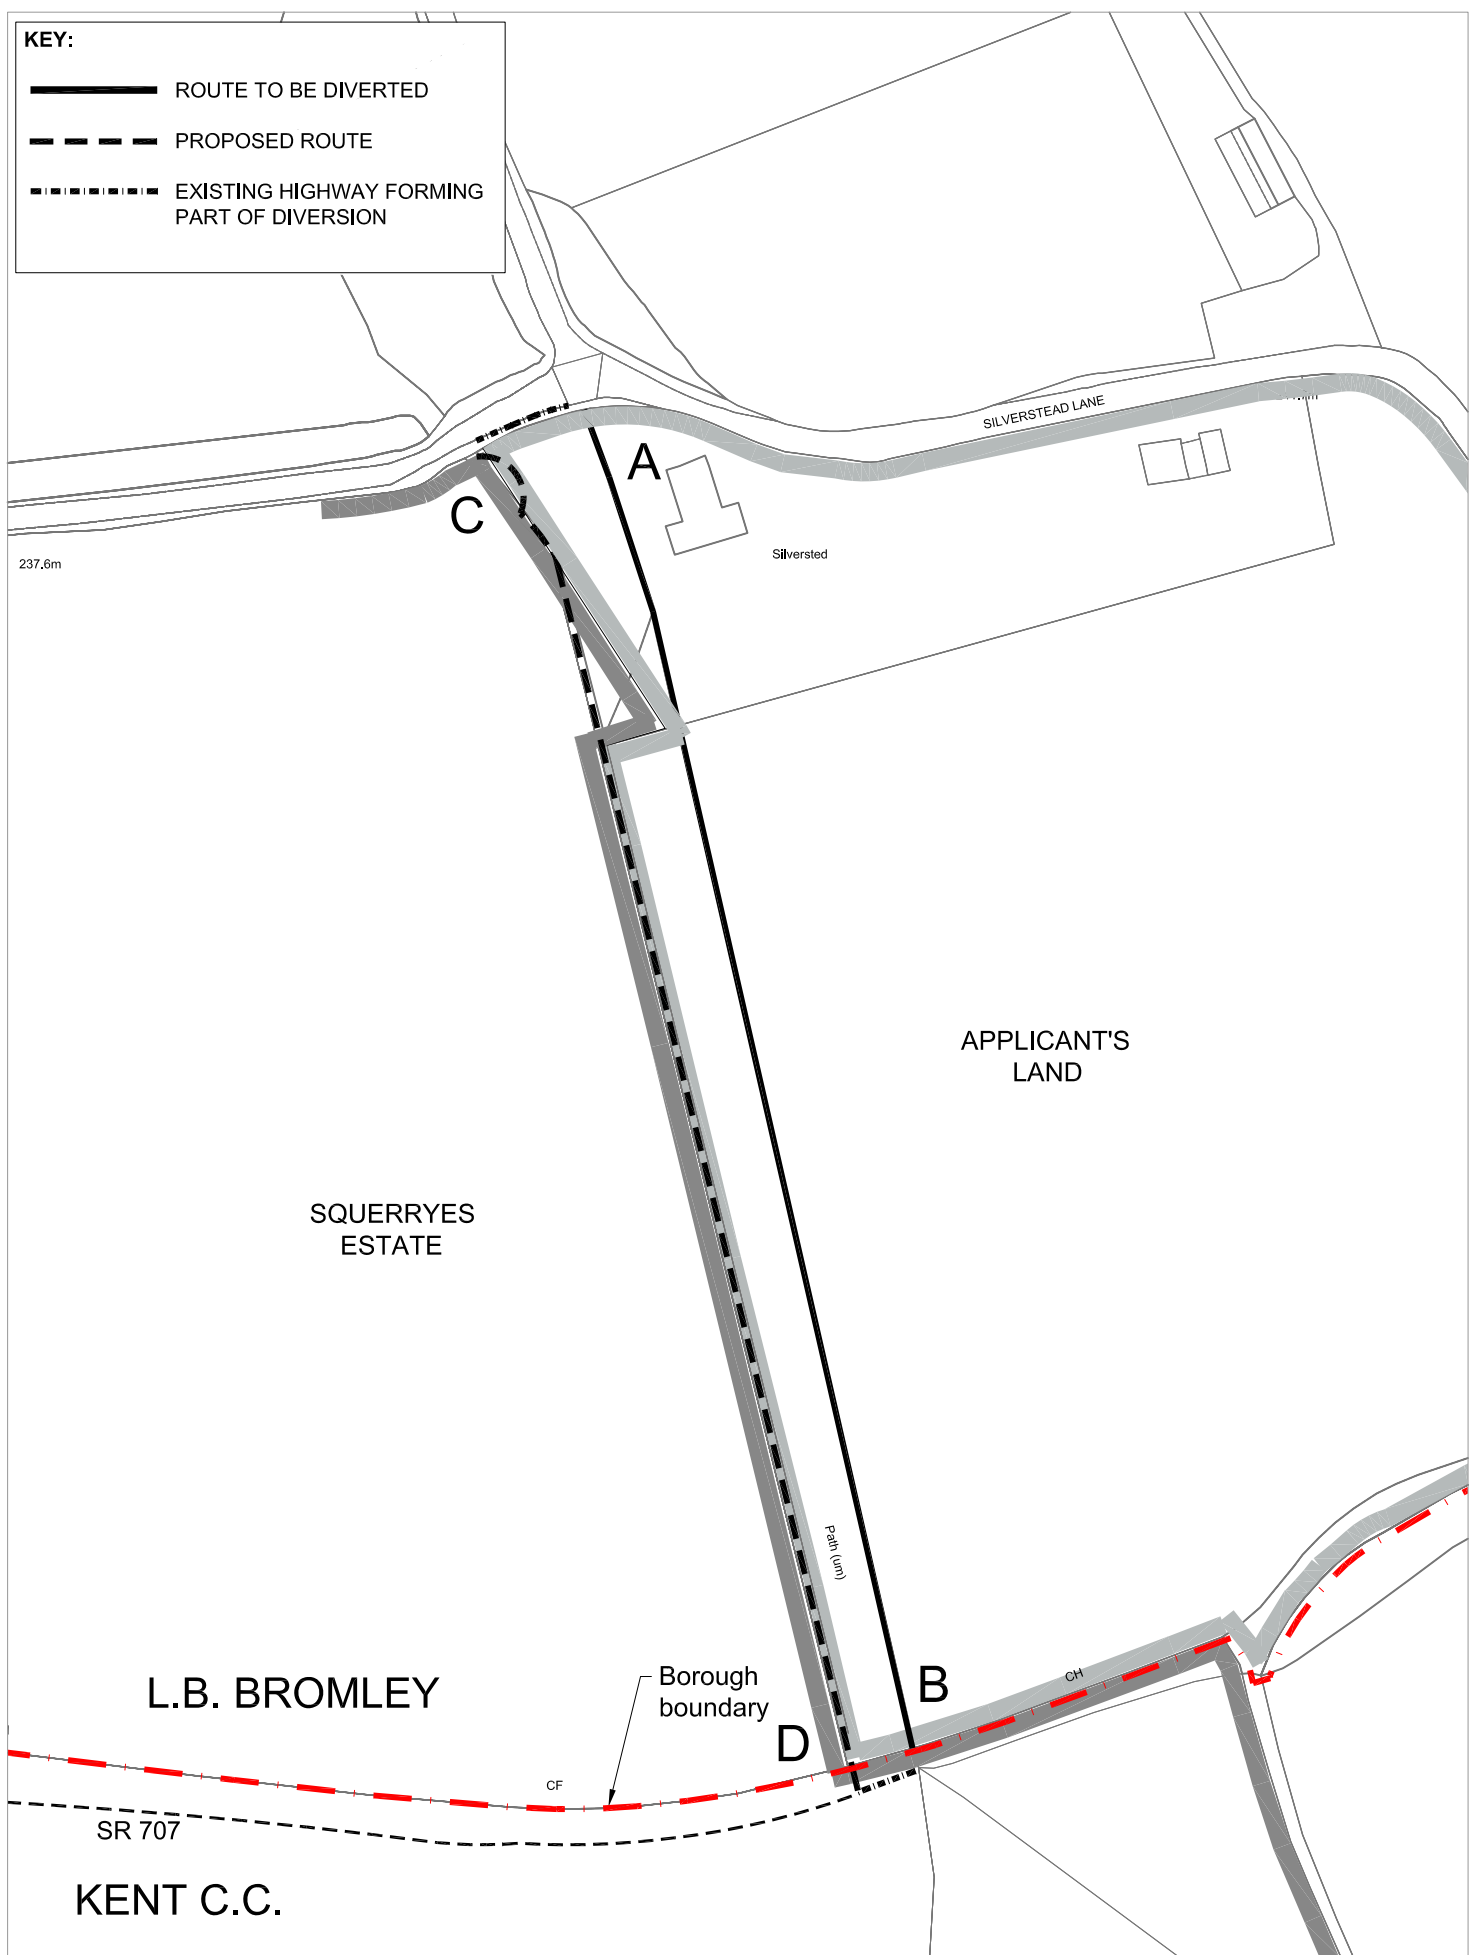 KEY:
ROUTE TO BE DIVERTED
PROPOSED ROUTE
EXISTING HIGHWAY FORMING
PART OF DIVERSION
SILVERSTEAD LANE
A
C
Silversted
237.6m
APPLICANT'S
LAND
SQUERRYES
ESTATE
Path (um)
B
CH
L.B. BROMLEY
Borough
boundary
D
CF
SR 707
KENT C.C.